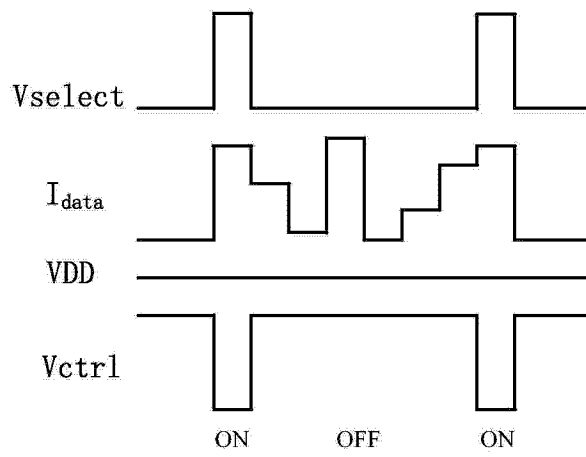 Vselect
Idata
VDD
Vctrl
ON OFF ON